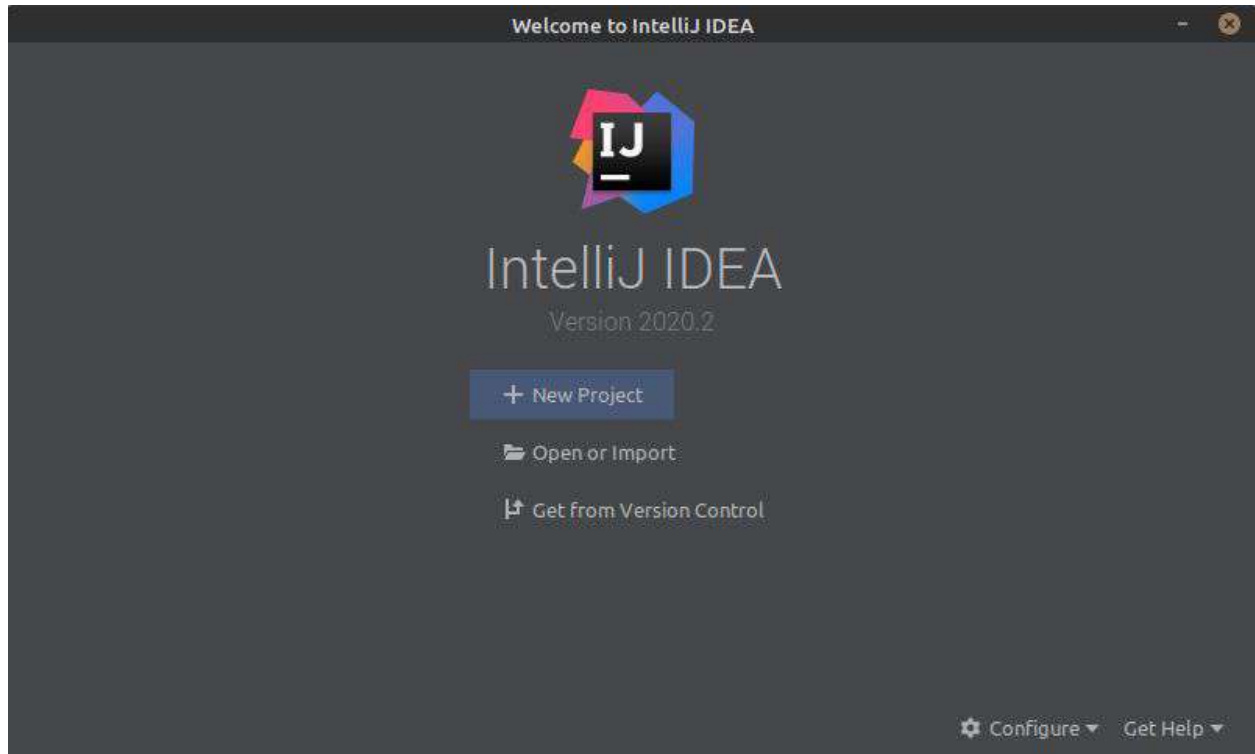 Welcome to IntelliJ IDEA
IJ
IntelliJ IDEA
Version 2020.2
New Project
Open or Import
Get from Version Control
Configure Get Help